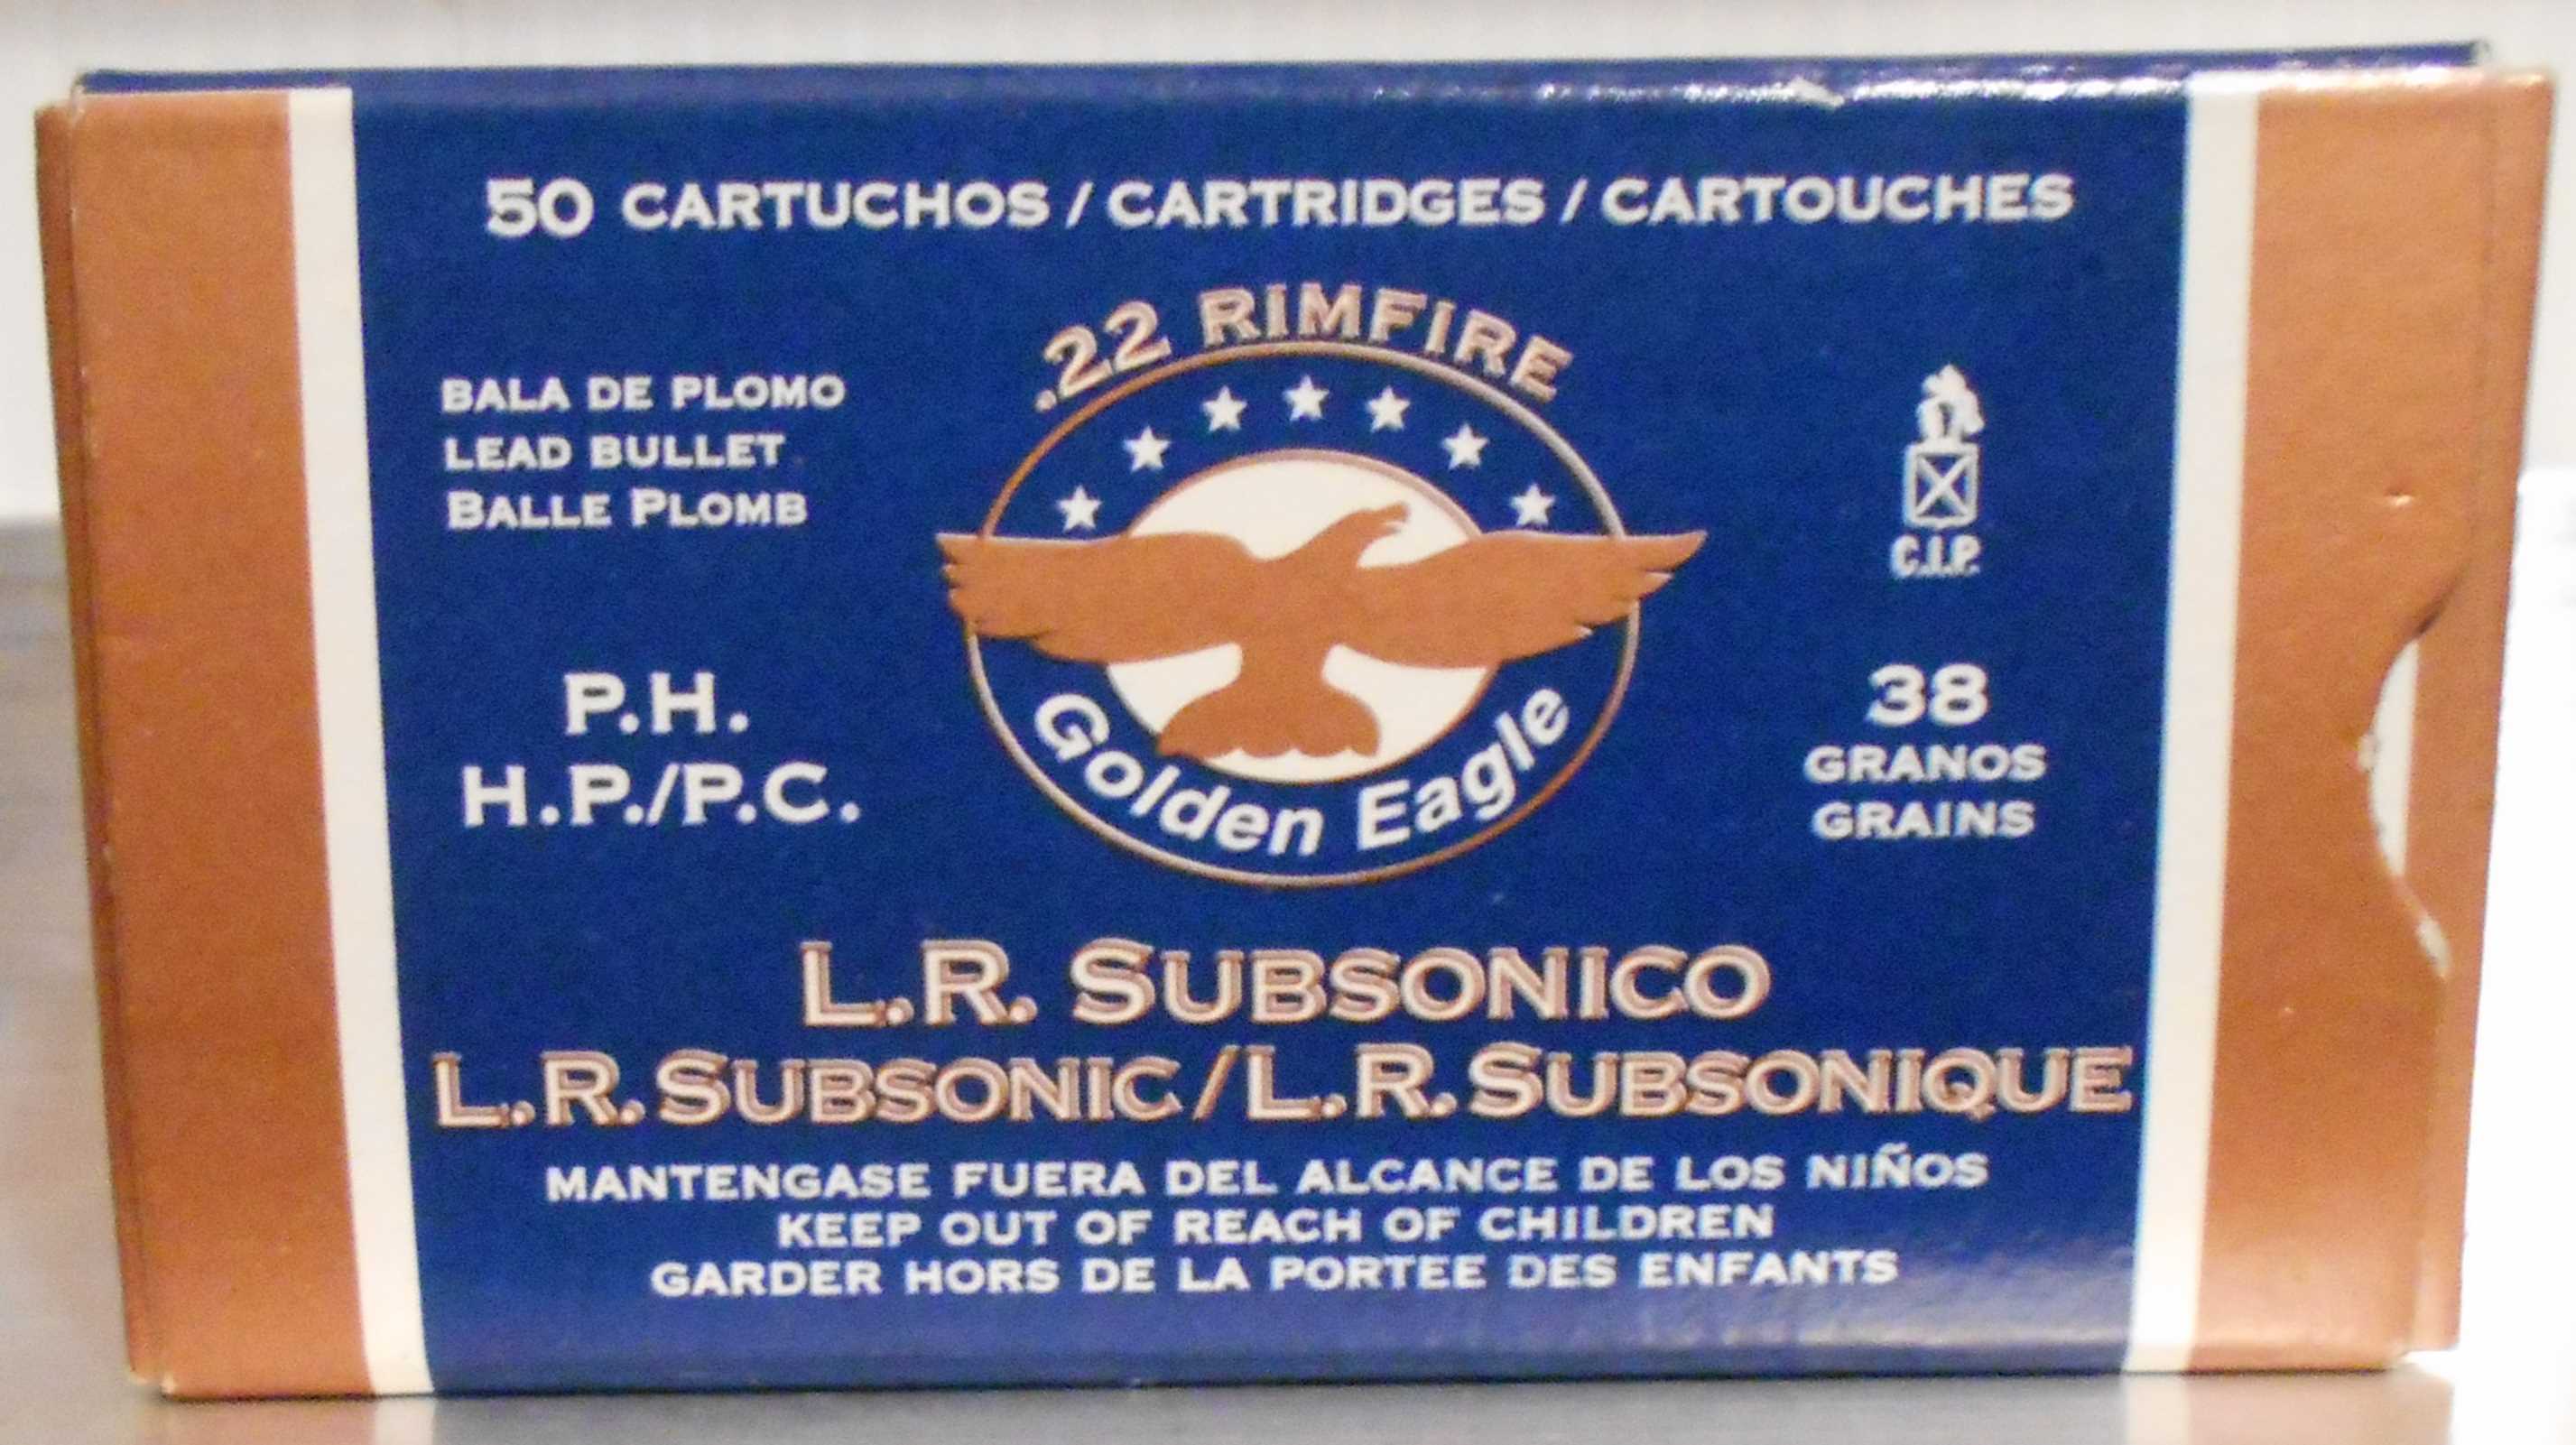 50 CARTUCHOS / CARTRIDGES / CARTOUCHES
.22 RIMFIRE
BALA DE PLOMO
LEAD BULLET
BALLE PLOMB
C.I.P.
P.H.
H.P./P.C.
Golden Eagle
38
GRANOS
GRAINS
L.R. SUBSONICO
L.R. SUBSONIC / L.R. SUBSONIQUE
MANTENGASE FUERA DEL ALCANCE DE LOS NIÑOS
KEEP OUT OF REACH OF CHILDREN
GARDER HORS DE LA PORTEE DES ENFANTS